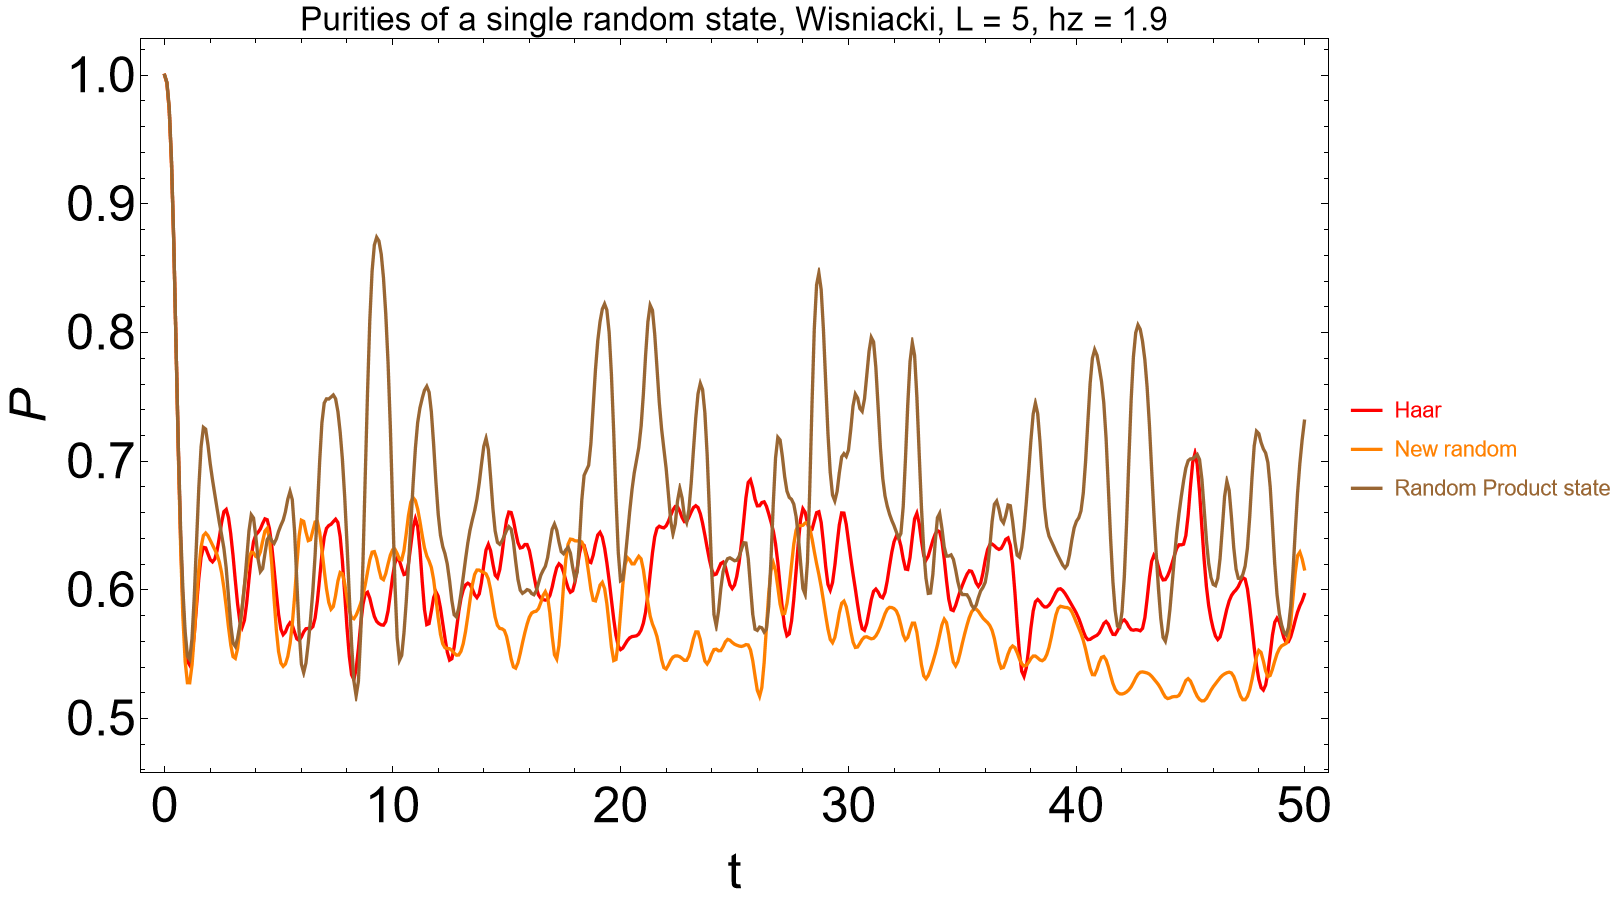 Purities of a single random state, Wisniacki, L = 5, hz = 1.9
1.0
0.9
0.8
0.7
0.6
0.5
P
0 10 20 30 40 50
t
Haar
New random
Random Product state